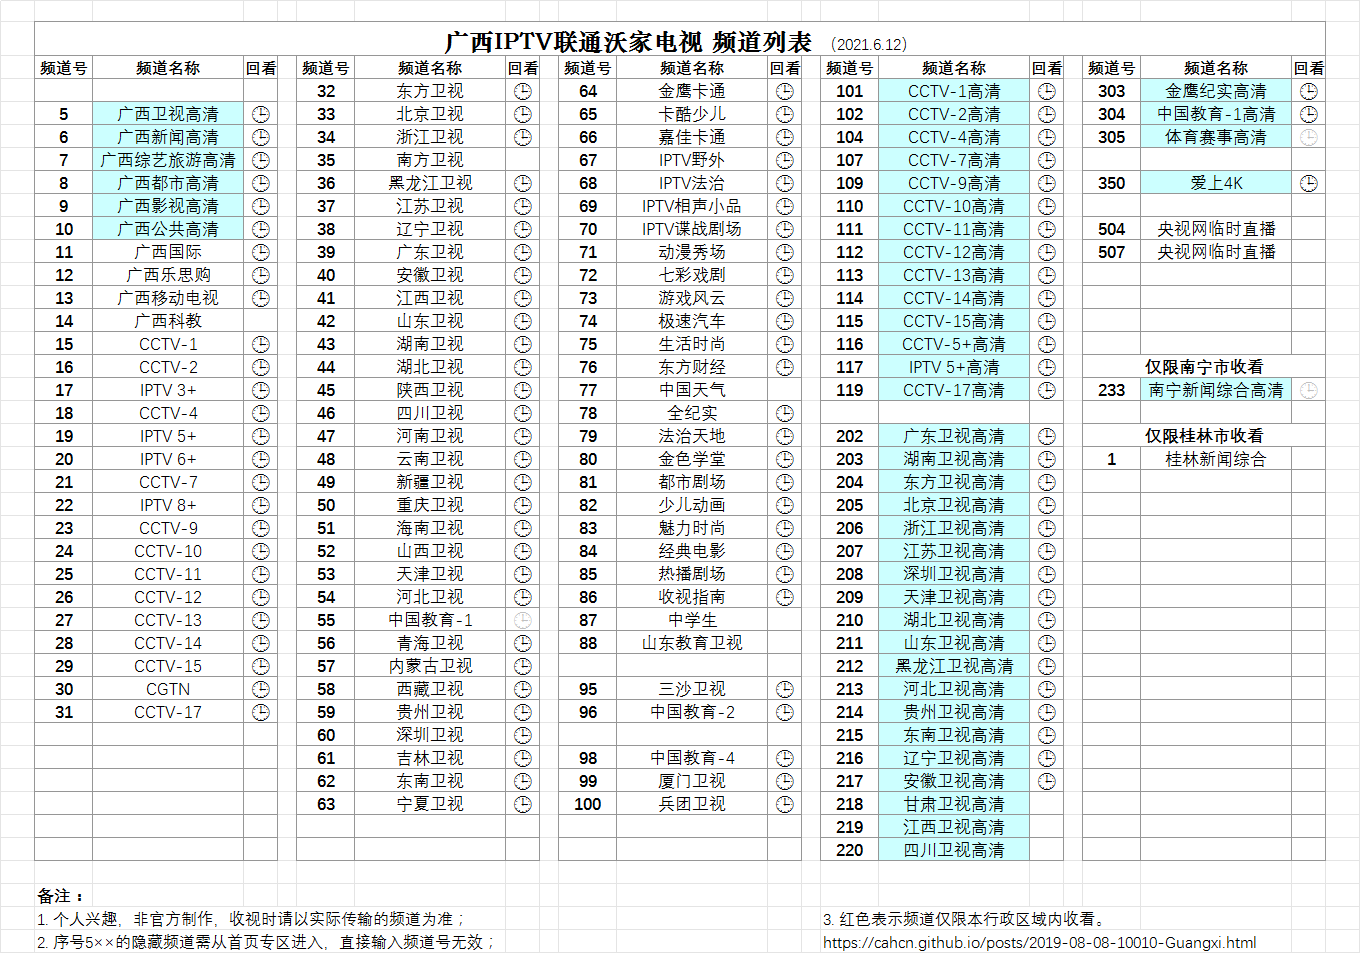 广西IPTV联通沃家电视 频道列表 （2021.6.12）
频道号 频道名称 回看 频道号 频道名称 回看 频道号 频道名称 回看 频道号 频道名称 回看 频道号 频道名称 回看
32 东方卫视 64 金鹰卡通 101 CCTV-1高清 303 金鹰纪实高清
5 广西卫视高清 33 北京卫视 65 卡酷少儿 102 CCTV-2高清 304 中国教育-1高清
6 广西新闻高清 34 浙江卫视 66 嘉佳卡通 104 CCTV-4高清 305 体育赛事高清
7 广西综艺旅游高清 35 南方卫视 67 IPTV野外 107 CCTV-7高清
8 广西都市高清 36 黑龙江卫视 68 IPTV法治 109 CCTV-9高清 350 爱上4K
9 广西影视高清 37 江苏卫视 69 IPTV相声小品 110 CCTV-10高清
10 广西公共高清 38 辽宁卫视 70 IPTV谍战剧场 111 CCTV-11高清 504 央视网临时直播
11 广西国际 39 广东卫视 71 动漫秀场 112 CCTV-12高清 507 央视网临时直播
12 广西乐思购 40 安徽卫视 72 七彩戏剧 113 CCTV-13高清
13 广西移动电视 41 江西卫视 73 游戏风云 114 CCTV-14高清
14 广西科教 42 山东卫视 74 极速汽车 115 CCTV-15高清
15 CCTV-1 43 湖南卫视 75 生活时尚 116 CCTV-5+高清
16 CCTV-2 44 湖北卫视 76 东方财经 117 IPTV 5+高清 仅限南宁市收看
17 IPTV 3+ 45 陕西卫视 77 中国天气 119 CCTV-17高清 233 南宁新闻综合高清
18 CCTV-4 46 四川卫视 78 全纪实
19 IPTV 5+ 47 河南卫视 79 法治天地 202 广东卫视高清 仅限桂林市收看
20 IPTV 6+ 48 云南卫视 80 金色学堂 203 湖南卫视高清 1 桂林新闻综合
21 CCTV-7 49 新疆卫视 81 都市剧场 204 东方卫视高清
22 IPTV 8+ 50 重庆卫视 82 少儿动画 205 北京卫视高清
23 CCTV-9 51 海南卫视 83 魅力时尚 206 浙江卫视高清
24 CCTV-10 52 山西卫视 84 经典电影 207 江苏卫视高清
25 CCTV-11 53 天津卫视 85 热播剧场 208 深圳卫视高清
26 CCTV-12 54 河北卫视 86 收视指南 209 天津卫视高清
27 CCTV-13 55 中国教育-1 87 中学生 210 湖北卫视高清
28 CCTV-14 56 青海卫视 88 山东教育卫视 211 山东卫视高清
29 CCTV-15 57 内蒙古卫视 212 黑龙江卫视高清
30 CGTN 58 西藏卫视 95 三沙卫视 213 河北卫视高清
31 CCTV-17 59 贵州卫视 96 中国教育-2 214 贵州卫视高清
60 深圳卫视 215 东南卫视高清
61 吉林卫视 98 中国教育-4 216 辽宁卫视高清
62 东南卫视 99 厦门卫视 217 安徽卫视高清
63 宁夏卫视 100 兵团卫视 218 甘肃卫视高清
219 江西卫视高清
220 四川卫视高清
备注：
1. 个人兴趣，非官方制作，收视时请以实际传输的频道为准； 3. 红色表示频道仅限本行政区域内收看。
2. 序号5××的隐藏频道需从首页专区进入，直接输入频道号无效； https://cahcn.github.io/posts/2019-08-08-10010-Guangxi.html